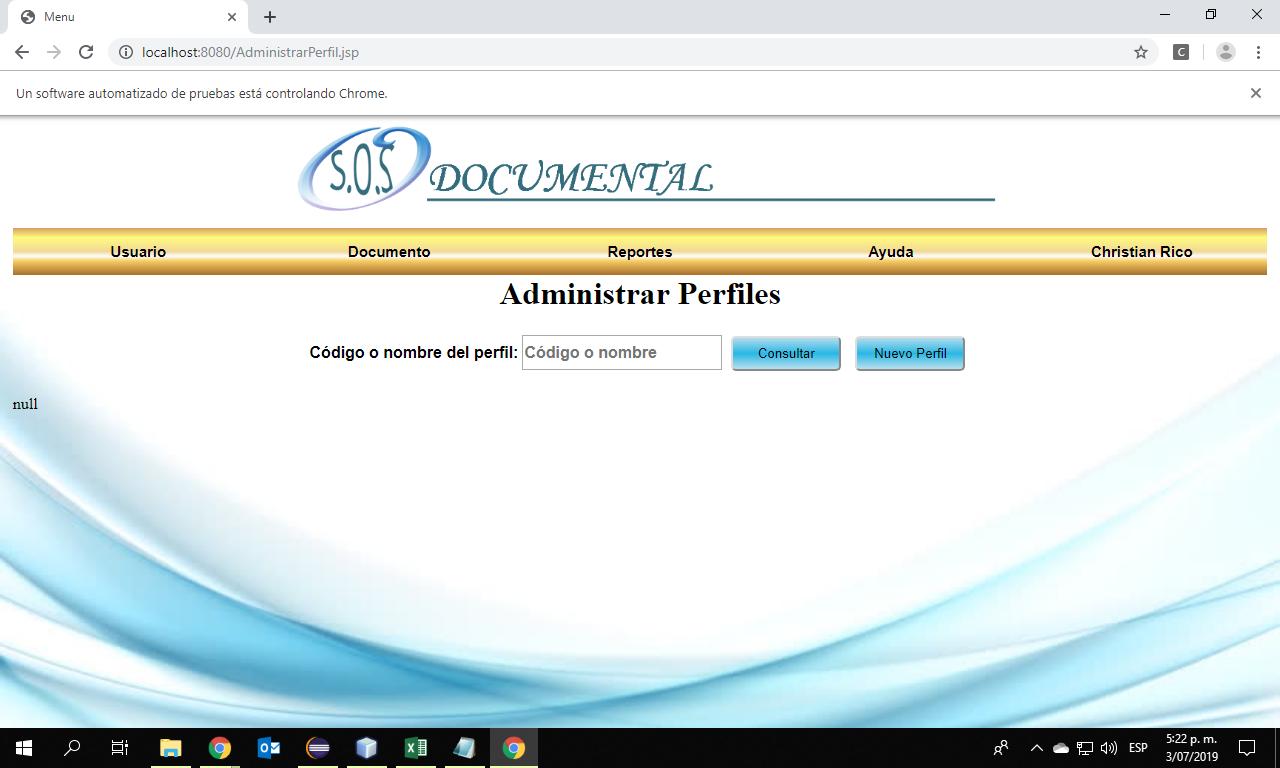 Menu
localhost:8080/AdministrarPerfil.jsp
C
Un software automatizado de pruebas está controlando Chrome.
S.O.S DOCUMENTAL
Usuario Documento Reportes Ayuda Christian Rico
Administrar Perfiles
Código o nombre del perfil: Código o nombre Consultar Nuevo Perfil
null
ESP
5:22 p. m.
3/07/2019